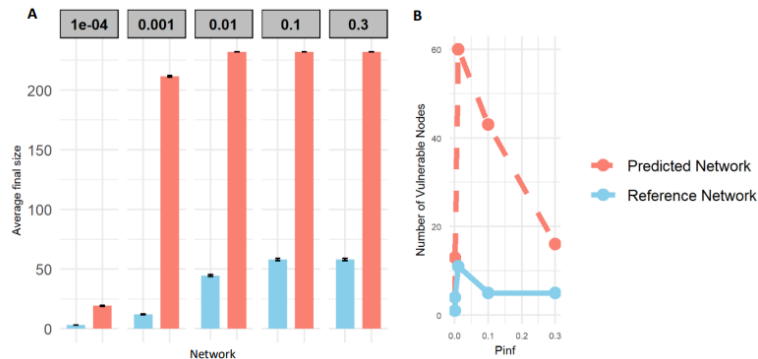 A
1e-04 0.001 0.01 0.1 0.3
Average final size
200
150
100
50
0
Network
B
Number of Vulnerable Nodes
60
40
20
0
0.0 0.1 0.2 0.3
Pinf
Predicted Network
Reference Network